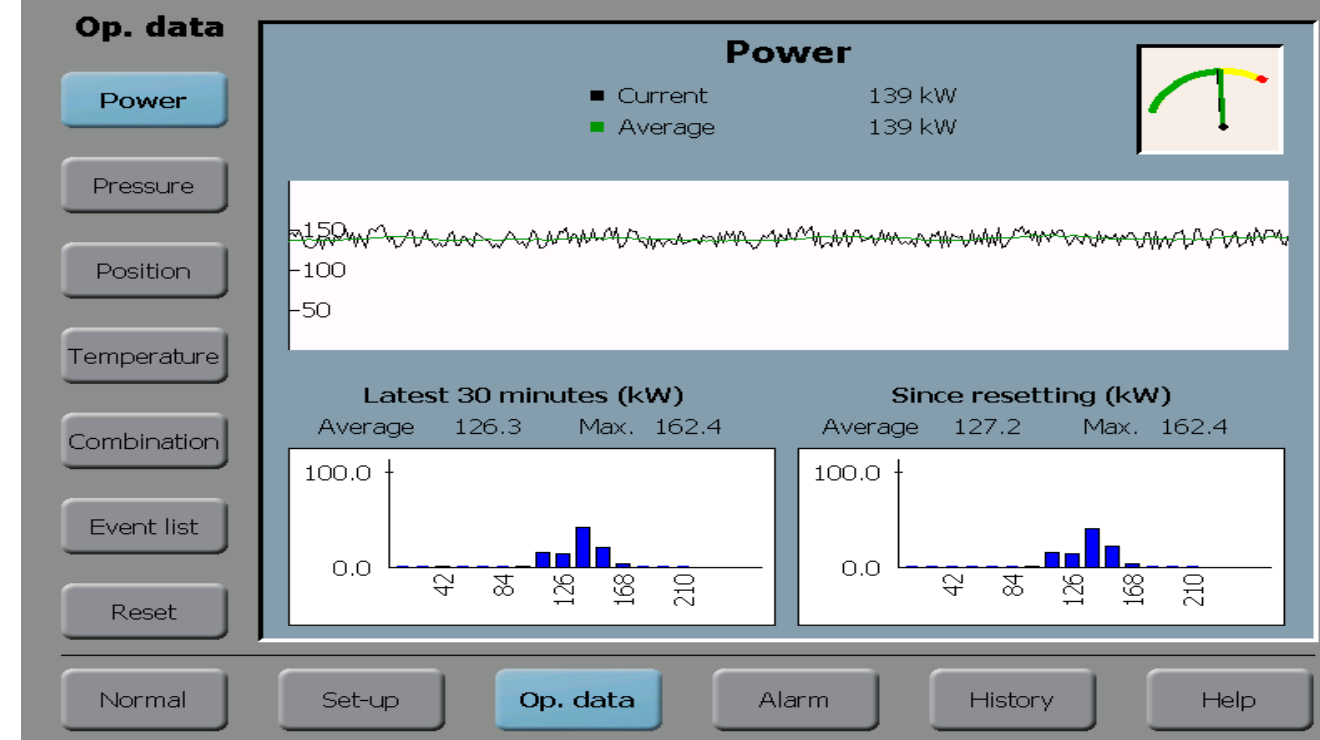 Op. data
Power
Pressure
Position
Temperature
Combination
Event list
Reset
Power
Current 139 kW
Average 139 kW
150
100
50
Latest 30 minutes (kW)
Average 126.3 Max. 162.4
100.0
0.0
42 84 126 168 210
Since resetting (kW)
Average 127.2 Max. 162.4
100.0
0.0
42 84 126 168 210
Normal Set-up Op. data Alarm History Help